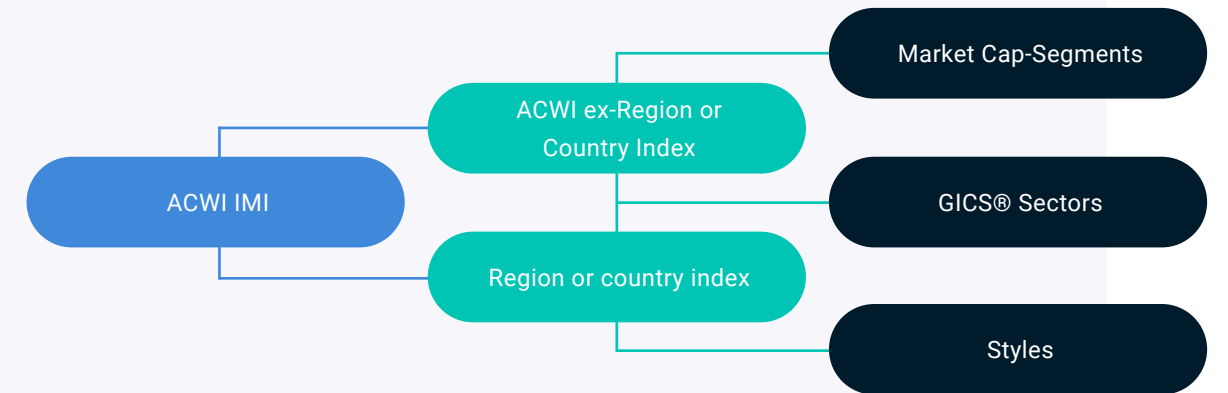 Market Cap-Segments
ACWI ex-Region or
Country Index
ACWI IMI
GICS® Sectors
Region or country index
Styles